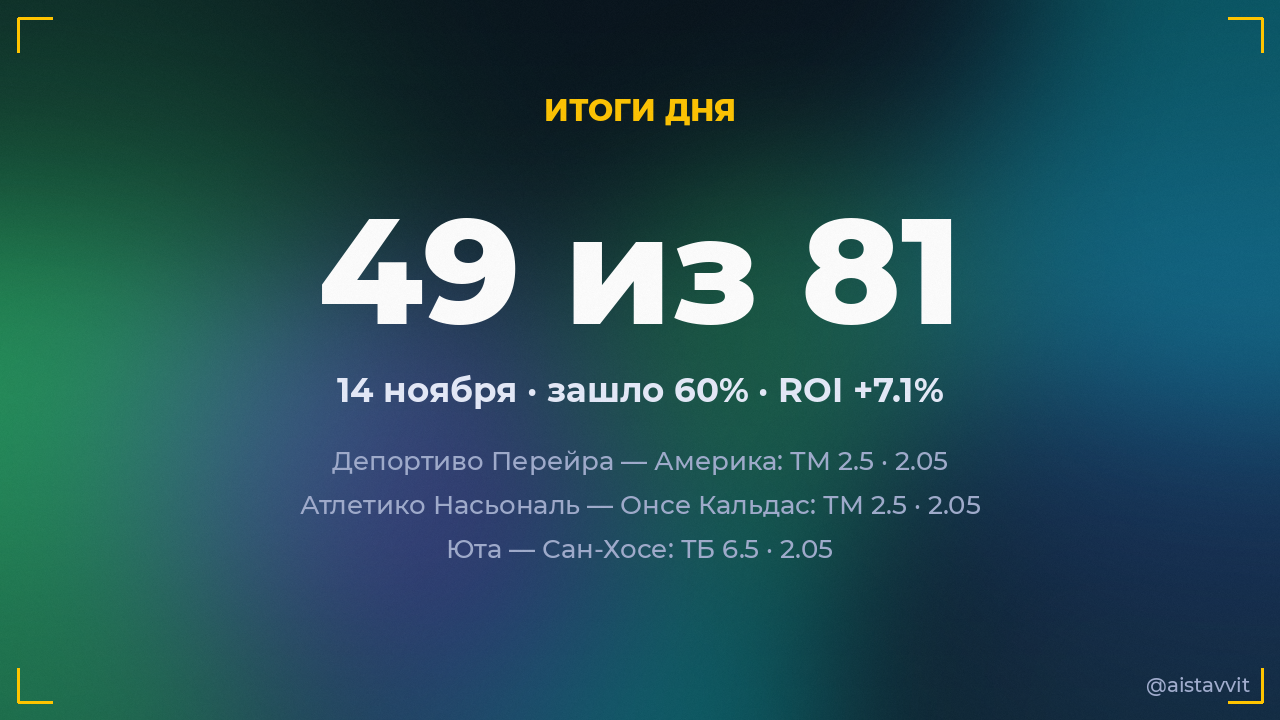 ИТОГИ ДНЯ
49 из 81
14 ноября · зашло 60% · ROI +7.1%
Депортиво Перейра — Америка: ТМ 2.5 · 2.05
Атлетико Насьональ — Онсе Кальдас: ТМ 2.5 · 2.05
Юта — Сан-Хосе: ТБ 6.5 · 2.05
@aistavvit